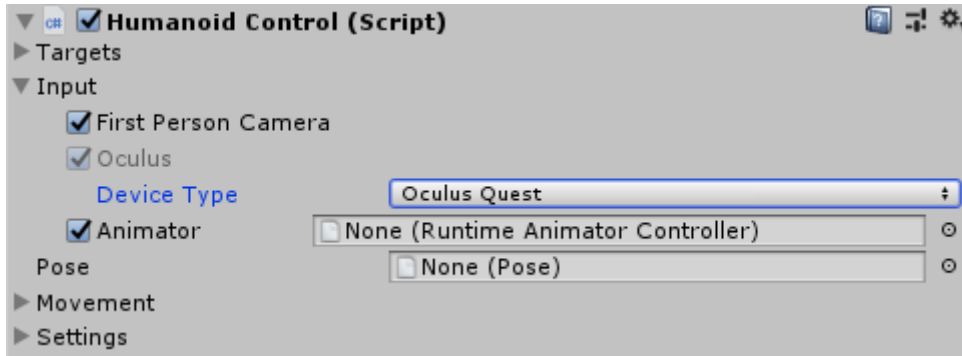 c# Humanoid Control (Script)
Targets
Input
First Person Camera
Oculus
Device Type Oculus Quest
Animator None (Runtime Animator Controller)
Pose None (Pose)
Movement
Settings